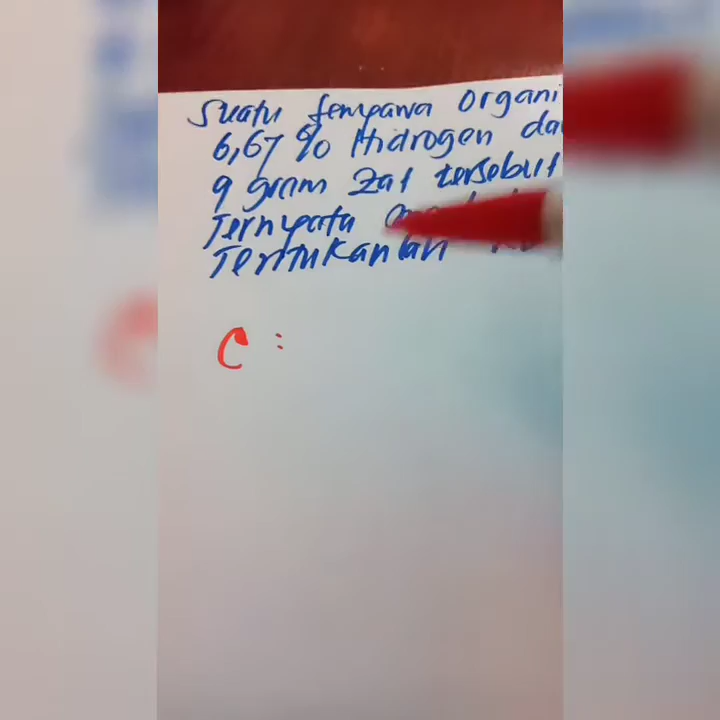 Suatu senyawa organi
6,67 % Hidrogen da
9 gram Zat tersebut
Ternyata
Tentukanlah
C :